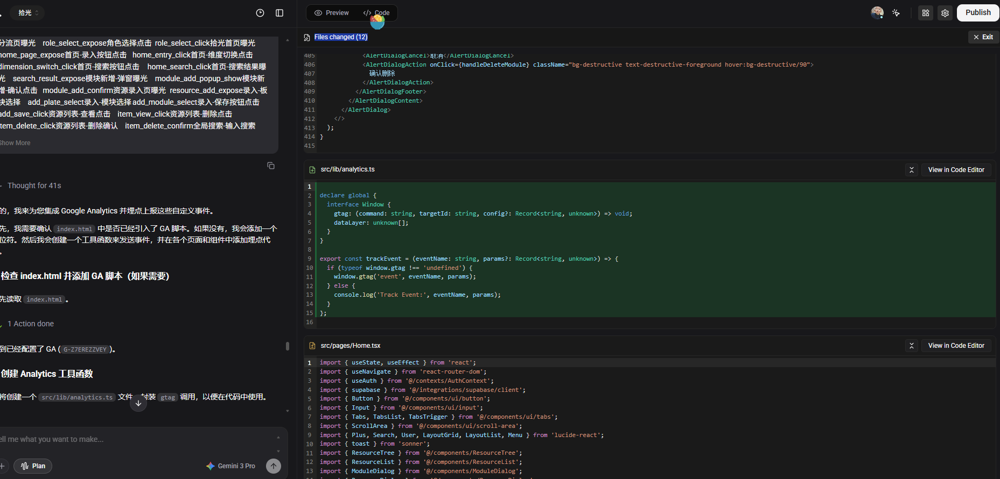 拾光
Preview
Code
Publish
分流页曝光 role_select_expose角色选择点击 role_select_click拾光首页曝光
home_page_expose首页-录入按钮点击 home_entry_click首页-维度切换点击
dimension_switch_click首页-搜索按钮点击 home_search_click首页-搜索结果曝
光 search_result_expose模块新增-弹窗曝光 module_add_popup_show模块新
增-确认点击 module_add_confirm资源录入页曝光 resource_add_expose录入-板
块选择 add_plate_select录入-模块选择 add_module_select录入-保存按钮点击
add_save_click资源列表-查看点击 item_view_click资源列表-删除点击
item_delete_click资源列表-删除确认 item_delete_confirm全局搜索-输入搜索
Show More
Thought for 41s
的，我来为您集成 Google Analytics 并埋点上报这些自定义事件。
先，我需要确认 index.html 中是否已经引入了 GA 脚本。如果没有，我会添加一个
位符。然后我会创建一个工具函数来发送事件，并在各个页面和组件中添加埋点代
。
检查 index.html 并添加 GA 脚本（如果需要）
先读取 index.html 。
1 Action done
到已经配置了 GA ( G-Z7EREZZVEY )。
创建 Analytics 工具函数
将创建一个 src/lib/analytics.ts 文件，封装 gtag 调用，以便在代码中使用。
ell me what you want to make...
Plan
Gemini 3 Pro
Files changed (12)
Exit
405 <AlertDialogCancel>取消</AlertDialogCancel>
406 <AlertDialogAction onClick={handleDeleteModule} className="bg-destructive text-destructive-foreground hover:bg-destructive/90">
407 确认删除
408 </AlertDialogAction>
409 </AlertDialogFooter>
410 </AlertDialogContent>
411 </AlertDialog>
412 </>
413 );
414 }
415
src/lib/analytics.ts
View in Code Editor
1
2 declare global {
3 interface Window {
4 gtag: (command: string, targetId: string, config?: Record<string, unknown>) => void;
5 dataLayer: unknown[];
6 }
7 }
8
9 export const trackEvent = (eventName: string, params?: Record<string, unknown>) => {
10 if (typeof window.gtag !== 'undefined') {
11 window.gtag('event', eventName, params);
12 } else {
13 console.log('Track Event:', eventName, params);
14 }
15 };
16
src/pages/Home.tsx
View in Code Editor
1 import { useState, useEffect } from 'react';
2 import { useNavigate } from 'react-router-dom';
3 import { useAuth } from '@/contexts/AuthContext';
4 import { supabase } from '@/integrations/supabase/client';
5 import { Button } from '@/components/ui/button';
6 import { Input } from '@/components/ui/input';
7 import { Tabs, TabsList, TabsTrigger } from '@/components/ui/tabs';
8 import { ScrollArea } from '@/components/ui/scroll-area';
9 import { Plus, Search, User, LayoutGrid, LayoutList, Menu } from 'lucide-react';
10 import { toast } from 'sonner';
11 import { ResourceTree } from '@/components/ResourceTree';
12 import { ResourceList } from '@/components/ResourceList';
13 import { ModuleDialog } from '@/components/ModuleDialog';